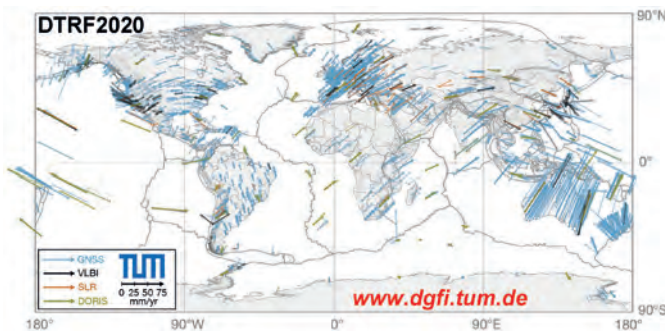 DTRF2020
90°N
0°
90°S
180°
90°W
0°
90°E
180°
GNSS
VLBI
SLR
DORIS
TUM
0 25 50 75
mm/yr
www.dgfi.tum.de